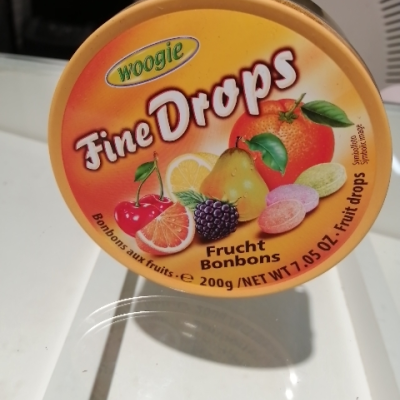 woogie
Fine Drops
Frucht
Bonbons
Bonbons aux fruits · ℮ 200g /NET WT 7.05 OZ · Fruit drops